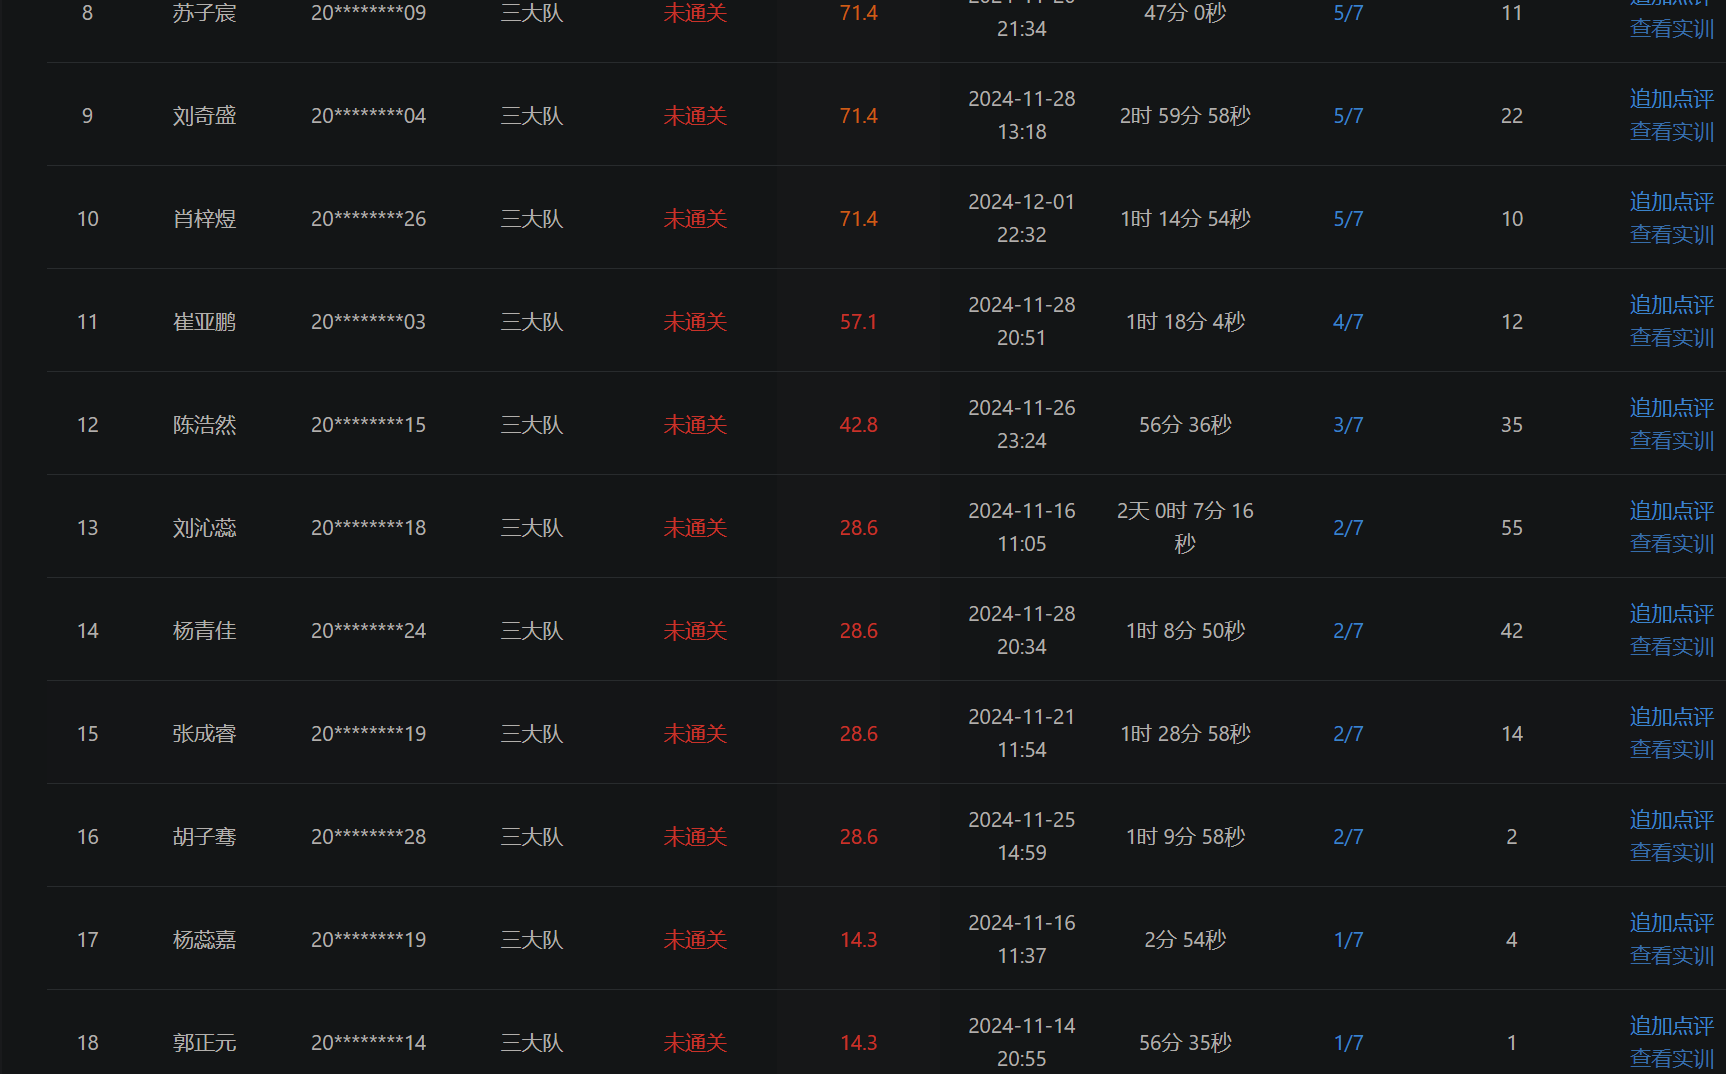 8 苏子宸 20********09 三大队 未通关 71.4 47分 0秒 5/7 11
21:34 查看实训
2024-11-28 追加点评
9 刘奇盛 20********04 三大队 未通关 71.4 2时 59分 58秒 5/7 22
13:18 查看实训
2024-12-01 追加点评
10 肖梓煜 20********26 三大队 未通关 71.4 1时 14分 54秒 5/7 10
22:32 查看实训
2024-11-28 追加点评
11 崔亚鹏 20********03 三大队 未通关 57.1 1时 18分 4秒 4/7 12
20:51 查看实训
2024-11-26 追加点评
12 陈浩然 20********15 三大队 未通关 42.8 56分 36秒 3/7 35
23:24 查看实训
2024-11-16 2天 0时 7分 16 追加点评
13 刘沁蕊 20********18 三大队 未通关 28.6 2/7 55
11:05 秒 查看实训
2024-11-28 追加点评
14 杨青佳 20********24 三大队 未通关 28.6 1时 8分 50秒 2/7 42
20:34 查看实训
2024-11-21 追加点评
15 张成睿 20********19 三大队 未通关 28.6 1时 28分 58秒 2/7 14
11:54 查看实训
2024-11-25 追加点评
16 胡子骞 20********28 三大队 未通关 28.6 1时 9分 58秒 2/7 2
14:59 查看实训
2024-11-16 追加点评
17 杨蕊嘉 20********19 三大队 未通关 14.3 2分 54秒 1/7 4
11:37 查看实训
2024-11-14 追加点评
18 郭正元 20********14 三大队 未通关 14.3 56分 35秒 1/7 1
20:55 查看实训